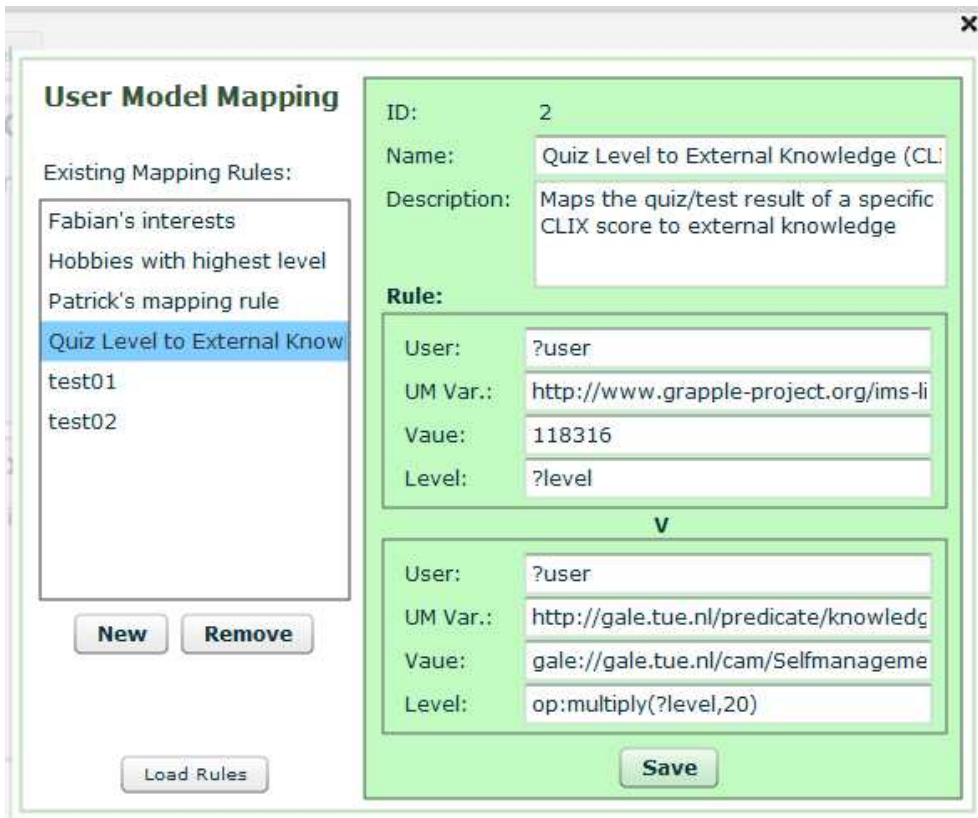 User Model Mapping
Existing Mapping Rules:
Fabian's interests
Hobbies with highest level
Patrick's mapping rule
Quiz Level to External Know
test01
test02
New Remove
Load Rules
ID: 2
Name: Quiz Level to External Knowledge (CLI
Description: Maps the quiz/test result of a specific
CLIX score to external knowledge
Rule:
User: ?user
UM Var.: http://www.grapple-project.org/ims-li
Vaue: 118316
Level: ?level
V
User: ?user
UM Var.: http://gale.tue.nl/predicate/knowledg
Vaue: gale://gale.tue.nl/cam/Selfmanageme
Level: op:multiply(?level,20)
Save